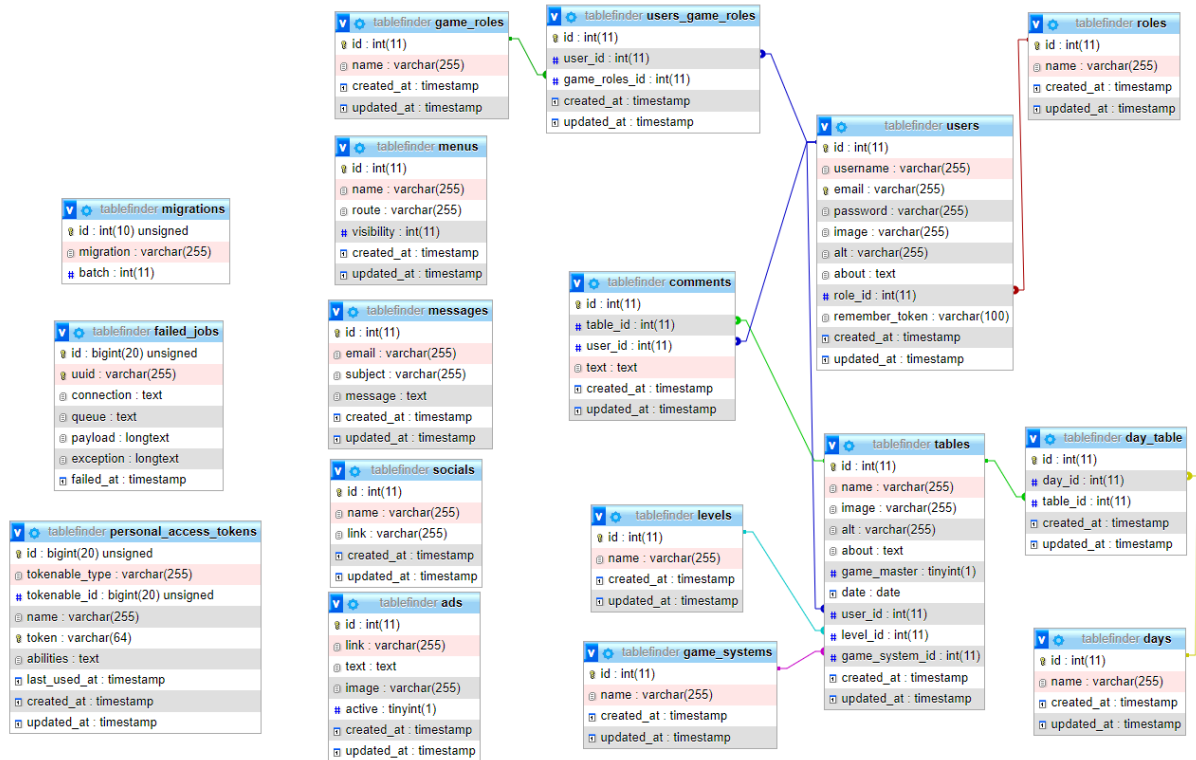 tablefinder game_roles
id : int(11)
name : varchar(255)
created_at : timestamp
updated_at : timestamp
tablefinder users_game_roles
id : int(11)
user_id : int(11)
game_roles_id : int(11)
created_at : timestamp
updated_at : timestamp
tablefinder roles
id : int(11)
name : varchar(255)
created_at : timestamp
updated_at : timestamp
tablefinder menus
id : int(11)
name : varchar(255)
route : varchar(255)
visibility : int(11)
created_at : timestamp
updated_at : timestamp
tablefinder users
id : int(11)
username : varchar(255)
email : varchar(255)
password : varchar(255)
image : varchar(255)
alt : varchar(255)
about : text
role_id : int(11)
remember_token : varchar(100)
created_at : timestamp
updated_at : timestamp
tablefinder migrations
id : int(10) unsigned
migration : varchar(255)
batch : int(11)
tablefinder comments
id : int(11)
table_id : int(11)
user_id : int(11)
text : text
created_at : timestamp
updated_at : timestamp
tablefinder failed_jobs
id : bigint(20) unsigned
uuid : varchar(255)
connection : text
queue : text
payload : longtext
exception : longtext
failed_at : timestamp
tablefinder messages
id : int(11)
email : varchar(255)
subject : varchar(255)
message : text
created_at : timestamp
updated_at : timestamp
tablefinder socials
id : int(11)
name : varchar(255)
link : varchar(255)
created_at : timestamp
updated_at : timestamp
tablefinder tables
id : int(11)
name : varchar(255)
image : varchar(255)
alt : varchar(255)
about : text
game_master : tinyint(1)
date : date
user_id : int(11)
level_id : int(11)
game_system_id : int(11)
created_at : timestamp
updated_at : timestamp
tablefinder day_table
id : int(11)
day_id : int(11)
table_id : int(11)
created_at : timestamp
updated_at : timestamp
tablefinder levels
id : int(11)
name : varchar(255)
created_at : timestamp
updated_at : timestamp
tablefinder personal_access_tokens
id : bigint(20) unsigned
tokenable_type : varchar(255)
tokenable_id : bigint(20) unsigned
name : varchar(255)
token : varchar(64)
abilities : text
last_used_at : timestamp
created_at : timestamp
updated_at : timestamp
tablefinder ads
id : int(11)
link : varchar(255)
text : text
image : varchar(255)
active : tinyint(1)
created_at : timestamp
updated_at : timestamp
tablefinder game_systems
id : int(11)
name : varchar(255)
created_at : timestamp
updated_at : timestamp
tablefinder days
id : int(11)
name : varchar(255)
created_at : timestamp
updated_at : timestamp